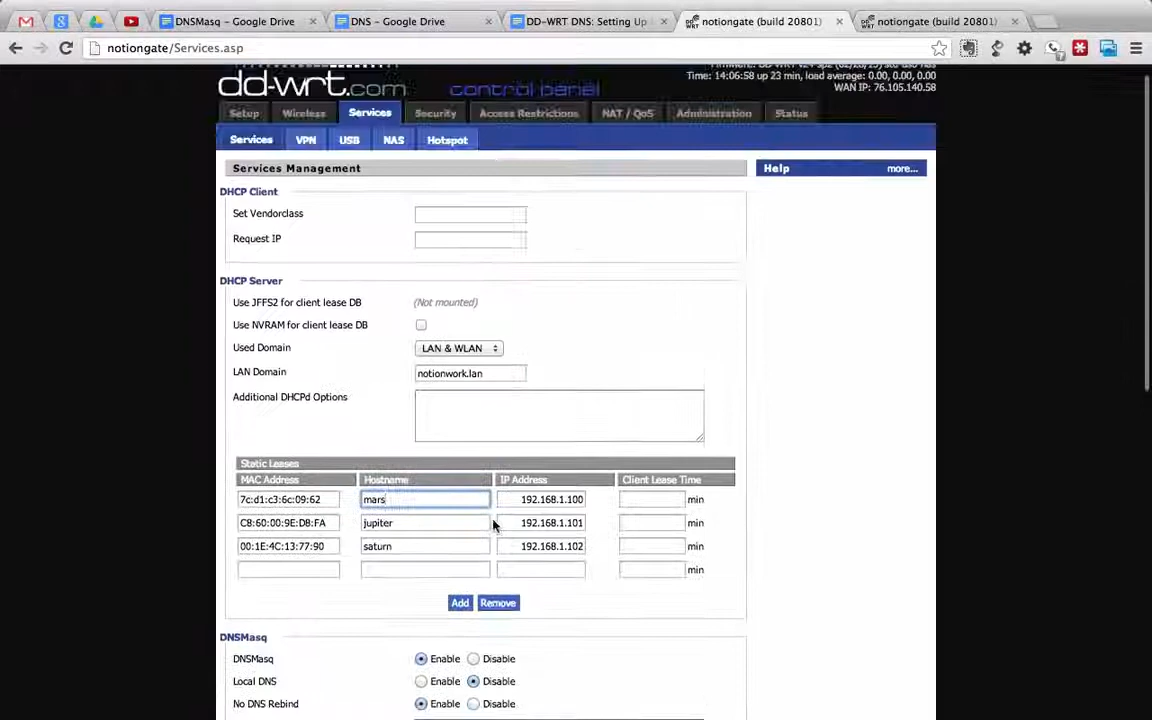 DNSMasq - Google Drive
DNS - Google Drive
DD-WRT DNS: Setting Up
notiongate (build 20801)
notiongate (build 20801)
notiongate/Services.asp
dd-wrt.com
control panel
Time: 14:06:58 up 23 min, load average: 0.00, 0.00, 0.00
WAN IP: 76.105.140.58
Setup Wireless Services Security Access Restrictions NAT / QoS Administration Status
Services VPN USB NAS Hotspot
Services Management
Help more...
DHCP Client
Set Vendorclass
Request IP
DHCP Server
Use JFFS2 for client lease DB (Not mounted)
Use NVRAM for client lease DB
Used Domain LAN & WLAN
LAN Domain notionwork.lan
Additional DHCPd Options
Static Leases
MAC Address Hostname IP Address Client Lease Time
7c:d1:c3:6c:09:62 mars 192.168.1.100 min
C8:60:00:9E:D8:FA jupiter 192.168.1.101 min
00:1E:4C:13:77:90 saturn 192.168.1.102 min
min
Add Remove
DNSMasq
DNSMasq Enable Disable
Local DNS Enable Disable
No DNS Rebind Enable Disable